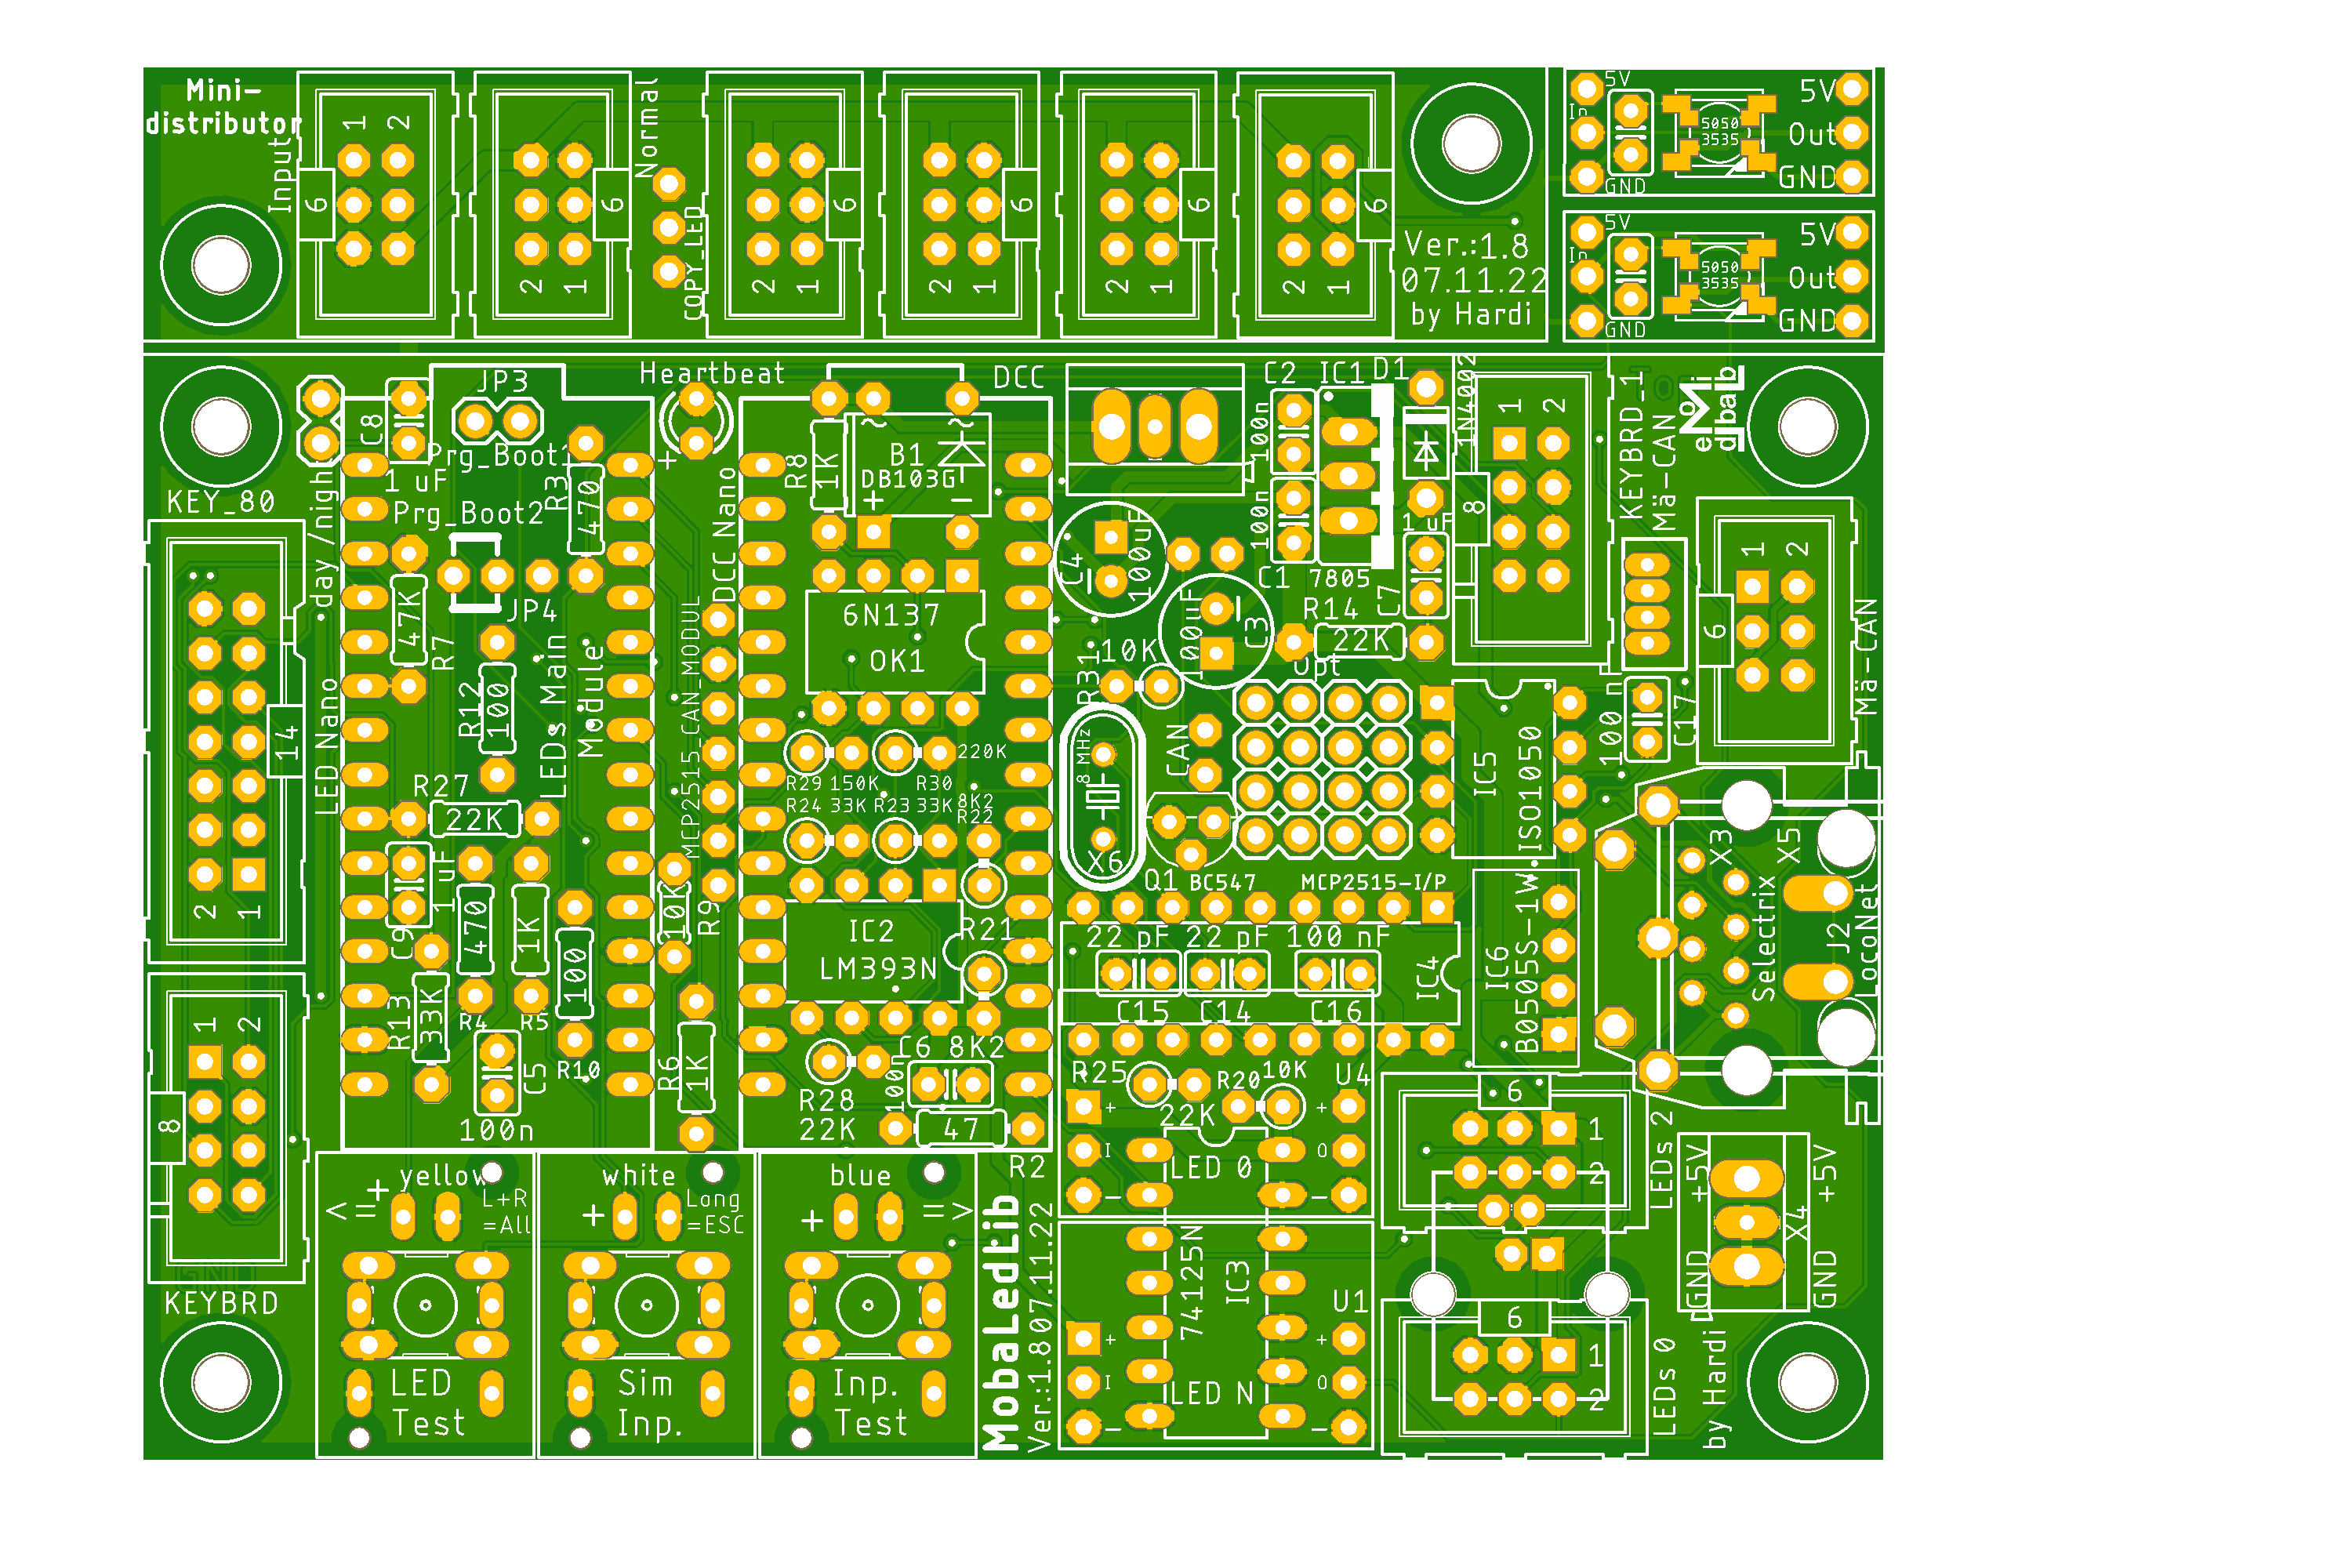 Mini-
distributor
Input
1
2
6
2
1
6
Normal
COPY_LED
2
1
6
2
1
6
2
1
6
2
1
6
Ver.:1.8
07.11.22
by Hardi
5V
In
GND
5050
3535
5V
Out
GND
5V
In
GND
5050
3535
5V
Out
GND
KEY_80
day/nigh
C8
1 uF
JP3
Prg_Boot1
Prg_Boot2
R3
470
JP4
47K
R7
R12
100
LEDs Main
Module
LED Nano
R27
22K
1 uF
C9
470
R4
1K
R5
100
R10
R13
33K
C5
100n
14
2
1
1
2
8
KEYBRD
Heartbeat
+
DCC Nano
MCP2515_CAN_MODUL
10K
R9
R6
1K
DCC
R8
1K
~
~
B1
DB103G
+
−
6N137
OK1
220K
R29 150K
R30
R24 33K
R23 33K
8K2
R22
IC2
LM393N
R21
R28
22K
C6
8K2
100n
47
R2
C4
100uF
C2
100n
100n
C1
IC1
7805
D1
1N4002
1 uF
C7
R14
22K
C3
100uF
10K
R31
Opt
8 MHz
X6
CAN
Q1
BC547
MCP2515-I/P
22 pF
22 pF
100 nF
C15
C14
C16
IC4
IC5
ISO1050
IC6
B0505S-1W
1
2
8
KEYBRD_1
Mä-CAN
eMobi
dlbalib
1
2
6
Mä-CAN
100 n
C17
X3
Selectrix
X5
J2
LocoNet
R25
22K
R20
10K
U4
+
I
−
+
O
−
LED 0
74125N
IC3
LED N
U1
+
I
−
+
O
−
6
1
2
LEDs 2
6
1
2
LEDs 0
+5V
+5V
X4
GND
GND
by Hardi
yellow
+
<=
L+R
=All
LED
Test
white
+
Long
=ESC
Sim
Inp.
blue
+
=>
Inp.
Test
MobaLedLib
Ver.:1.8 07.11.22